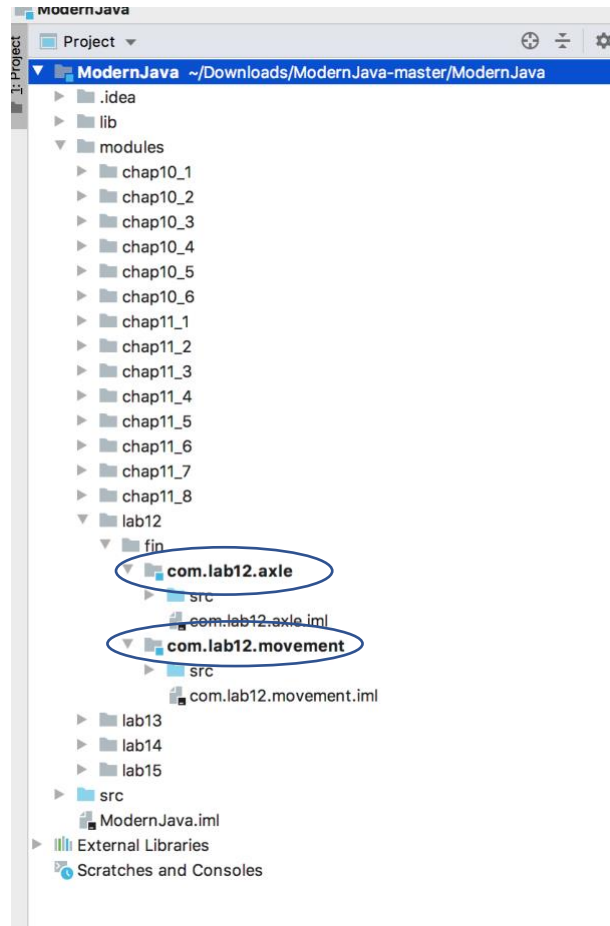 ModernJava
1: Project
Project
ModernJava ~/Downloads/ModernJava-master/ModernJava
.idea
lib
modules
chap10_1
chap10_2
chap10_3
chap10_4
chap10_5
chap10_6
chap11_1
chap11_2
chap11_3
chap11_4
chap11_5
chap11_6
chap11_7
chap11_8
lab12
fin
com.lab12.axle
src
com.lab12.axle.iml
com.lab12.movement
src
com.lab12.movement.iml
lab13
lab14
lab15
src
ModernJava.iml
External Libraries
Scratches and Consoles